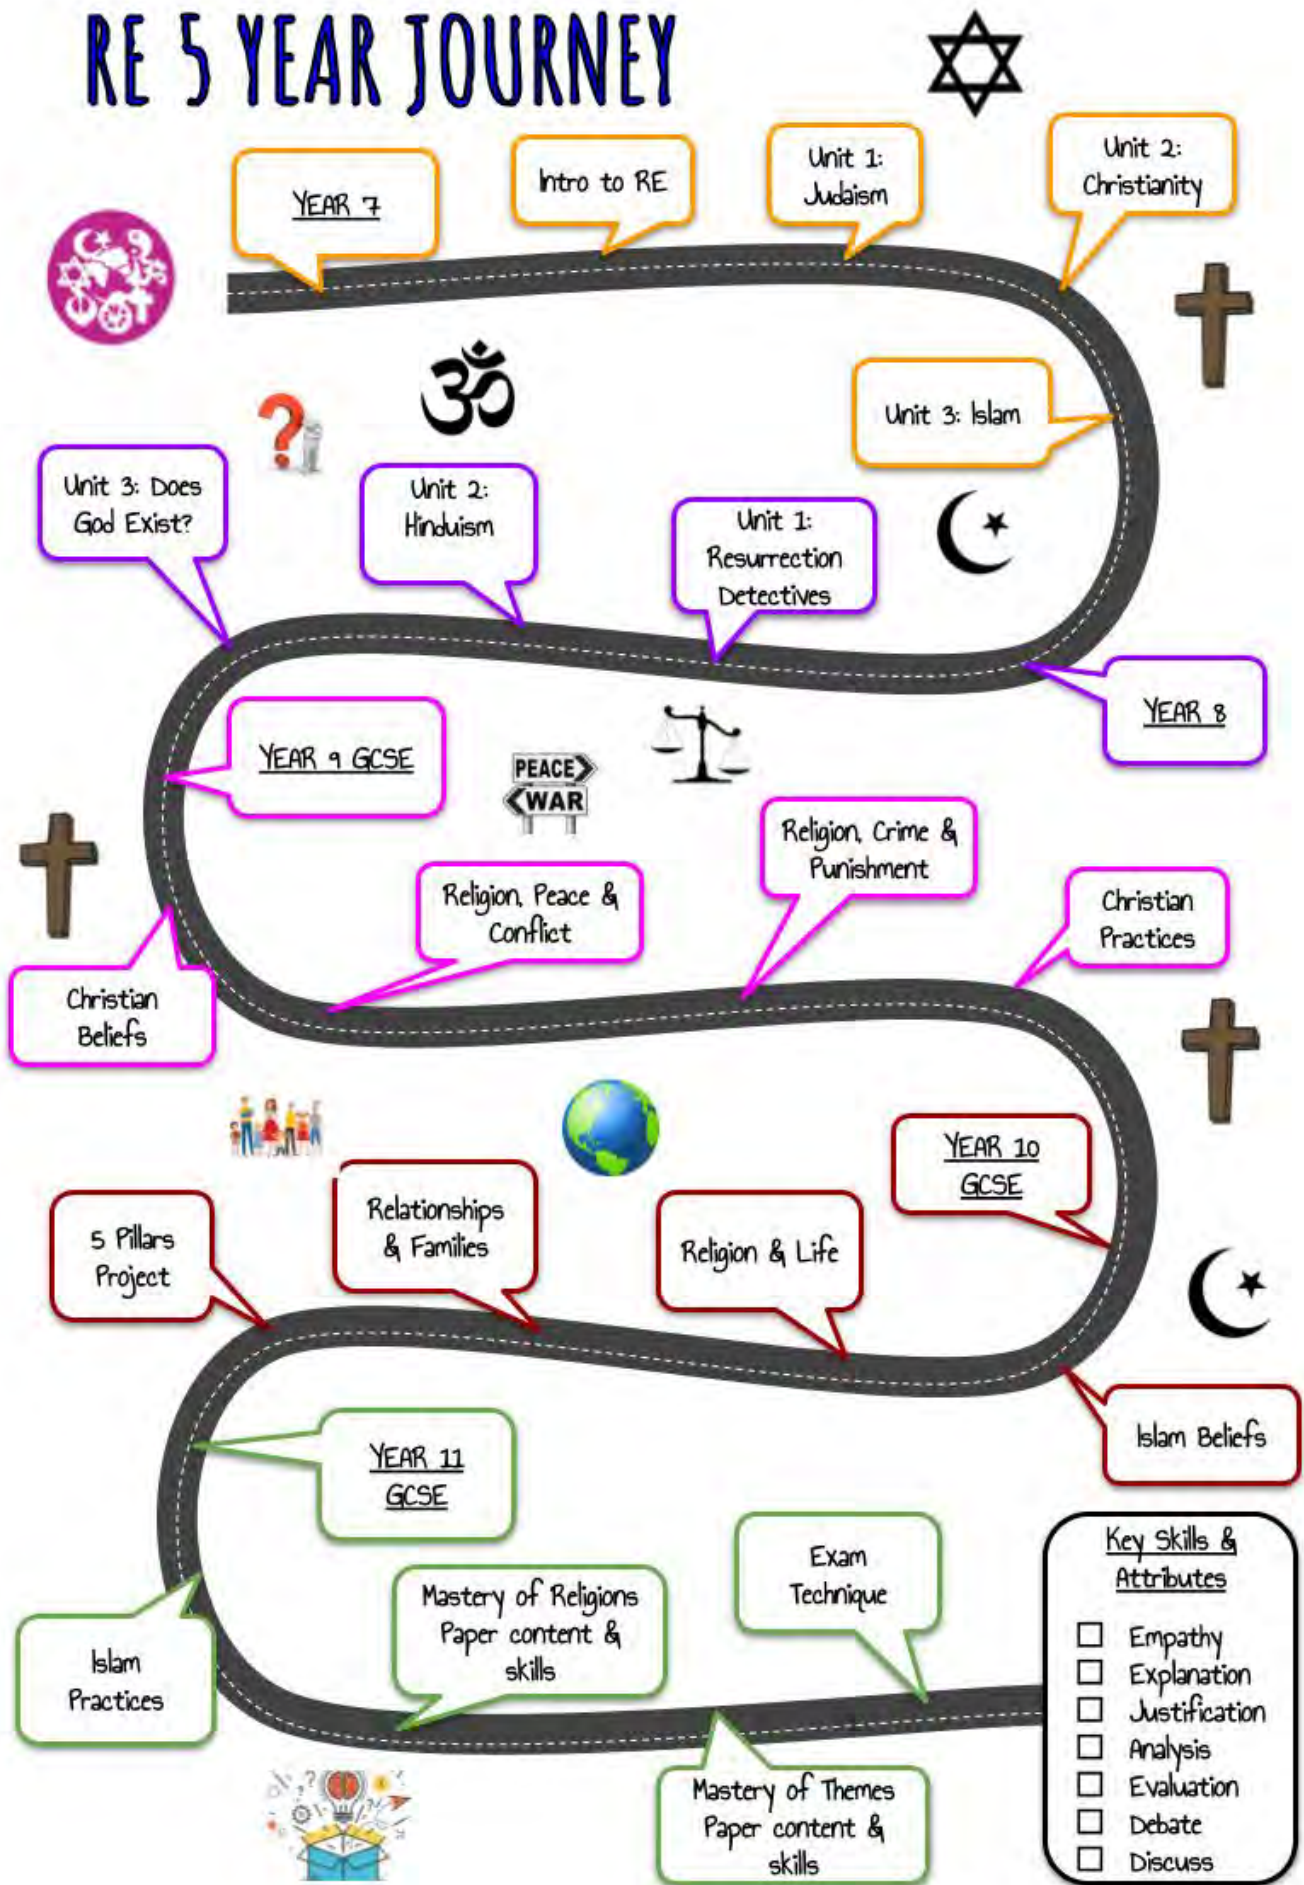 RE 5 YEAR JOURNEY
YEAR 7
Intro to RE
Unit 1:
Judaism
Unit 2:
Christianity
Unit 3: Islam
YEAR 8
Unit 1:
Resurrection
Detectives
Unit 2:
Hinduism
Unit 3: Does
God Exist?
YEAR 9 GCSE
PEACE
WAR
Christian
Beliefs
Religion, Peace &
Conflict
Religion, Crime &
Punishment
Christian
Practices
YEAR 10
GCSE
Islam Beliefs
Religion & Life
Relationships
& Families
5 Pillars
Project
YEAR 11
GCSE
Islam
Practices
Mastery of Religions
Paper content &
skills
Mastery of Themes
Paper content &
skills
Exam
Technique
Key Skills &
Attributes
Empathy
Explanation
Justification
Analysis
Evaluation
Debate
Discuss